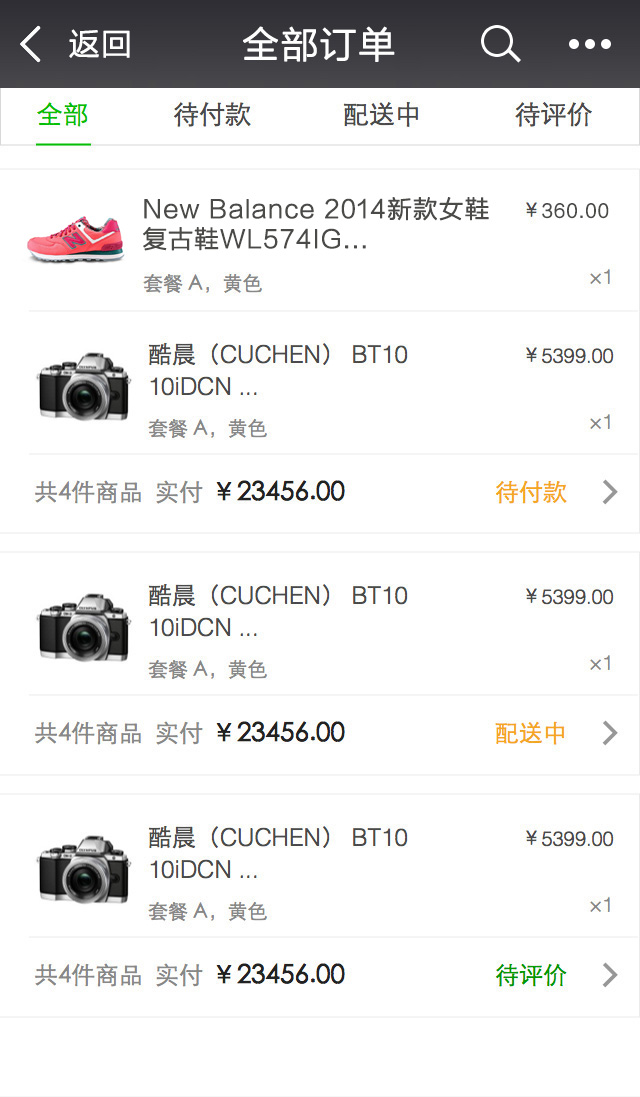 返回 全部订单
全部 待付款 配送中 待评价
New Balance 2014新款女鞋 ¥360.00
复古鞋WL574IG...
套餐 A，黄色 ×1
酷晨（CUCHEN） BT10 ¥5399.00
10iDCN ...
套餐 A，黄色 ×1
共4件商品 实付 ¥23456.00 待付款
酷晨（CUCHEN） BT10 ¥5399.00
10iDCN ...
套餐 A，黄色 ×1
共4件商品 实付 ¥23456.00 配送中
酷晨（CUCHEN） BT10 ¥5399.00
10iDCN ...
套餐 A，黄色 ×1
共4件商品 实付 ¥23456.00 待评价